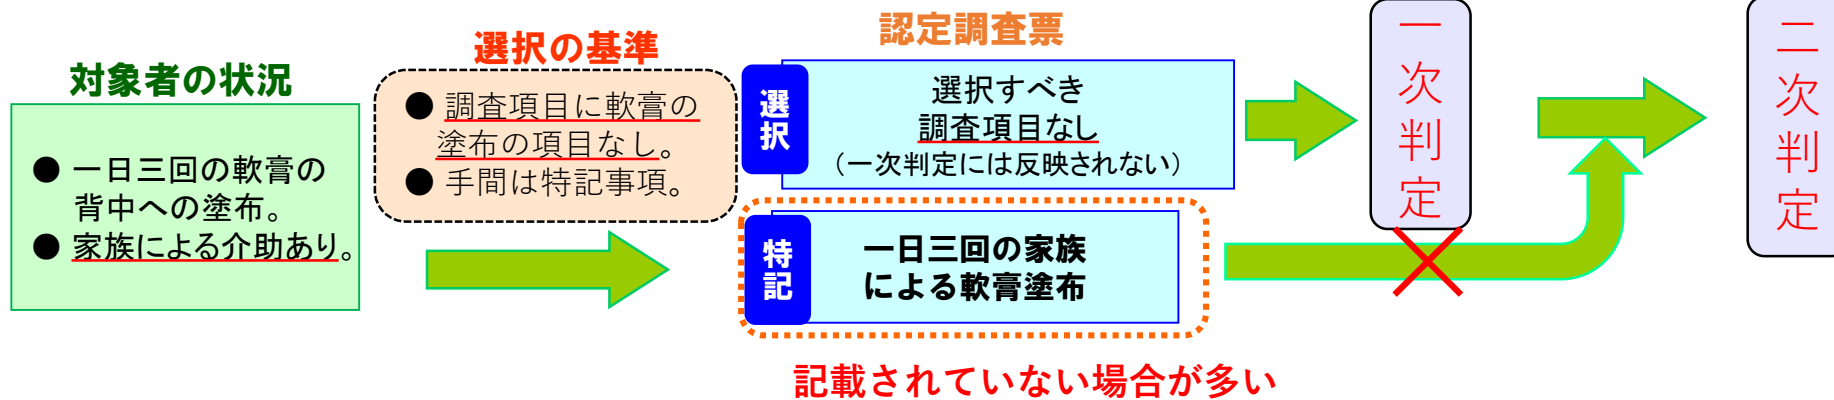 対象者の状況
● 一日三回の軟膏の
背中への塗布。
● 家族による介助あり。
選択の基準
● 調査項目に軟膏の
塗布の項目なし。
● 手間は特記事項。
認定調査票
選択
選択すべき
調査項目なし
（一次判定には反映されない）
特記
一日三回の家族
による軟膏塗布
記載されていない場合が多い
一次判定
二次判定